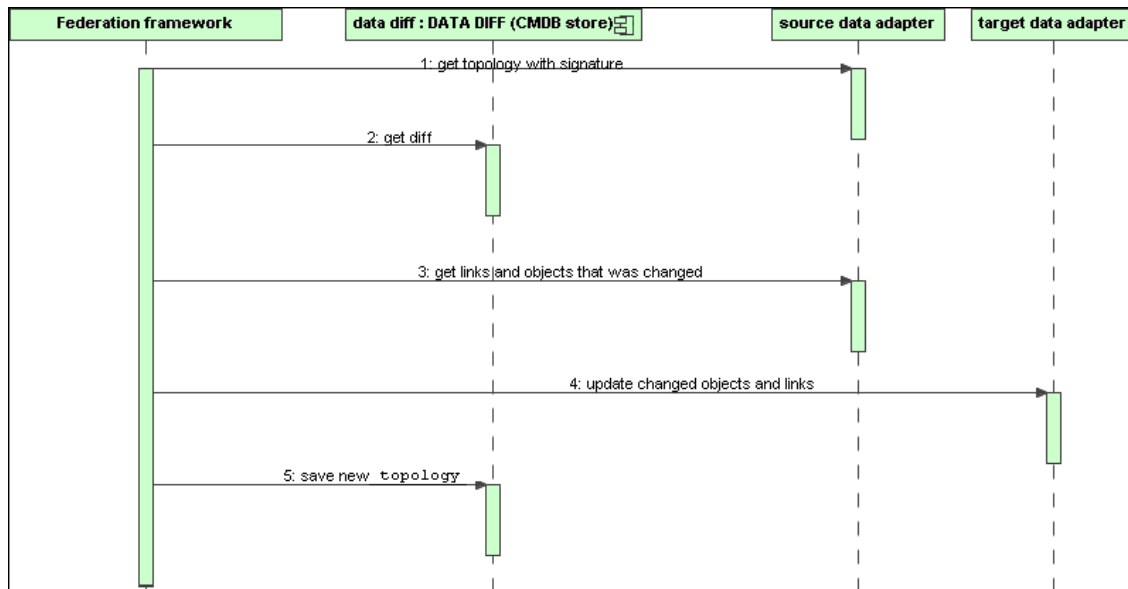 Federation framework
data diff : DATA DIFF (CMDB store)
source data adapter
target data adapter
1: get topology with signature
2: get diff
3: get links and objects that was changed
4: update changed objects and links
5: save new topology